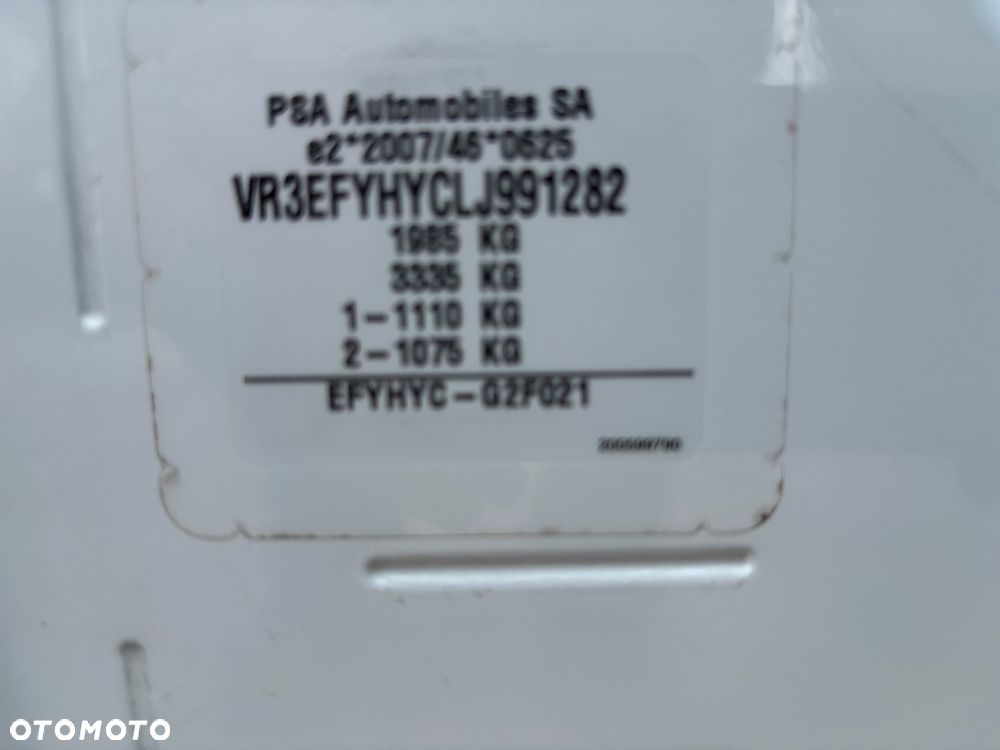 PSA Automobiles SA
e2*2007/46*0625
VR3EFYHYCLJ991282
1985 KG
3335 KG
1-1110 KG
2-1075 KG
EFYHYC-G2F021
OTOMOTO